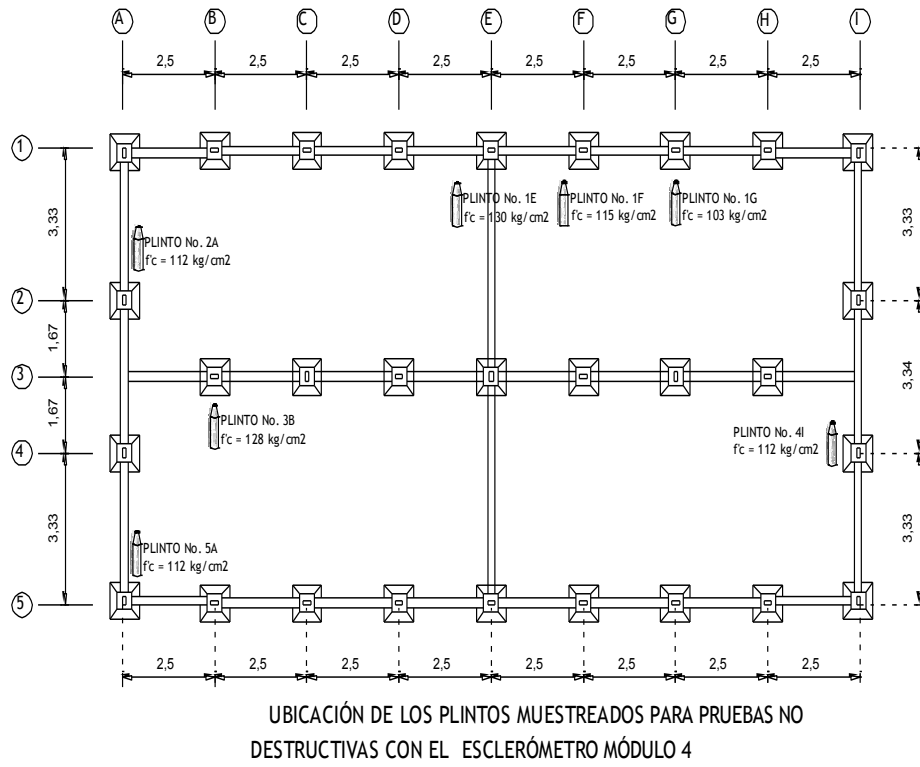 A B C D E F G H I
2,5 2,5 2,5 2,5 2,5 2,5 2,5 2,5
1
3,33
3,33
PLINTO No. 1E
f'c = 130 kg/cm2
PLINTO No. 1F
f'c = 115 kg/cm2
PLINTO No. 1G
f'c = 103 kg/cm2
PLINTO No. 2A
f'c = 112 kg/cm2
2
1,67
3
3,34
1,67
PLINTO No. 3B
f'c = 128 kg/cm2
PLINTO No. 4I
f'c = 112 kg/cm2
4
3,33
3,33
PLINTO No. 5A
f'c = 112 kg/cm2
5
2,5 2,5 2,5 2,5 2,5 2,5 2,5 2,5
UBICACIÓN DE LOS PLINTOS MUESTREADOS PARA PRUEBAS NO
DESTRUCTIVAS CON EL ESCLERÓMETRO MÓDULO 4